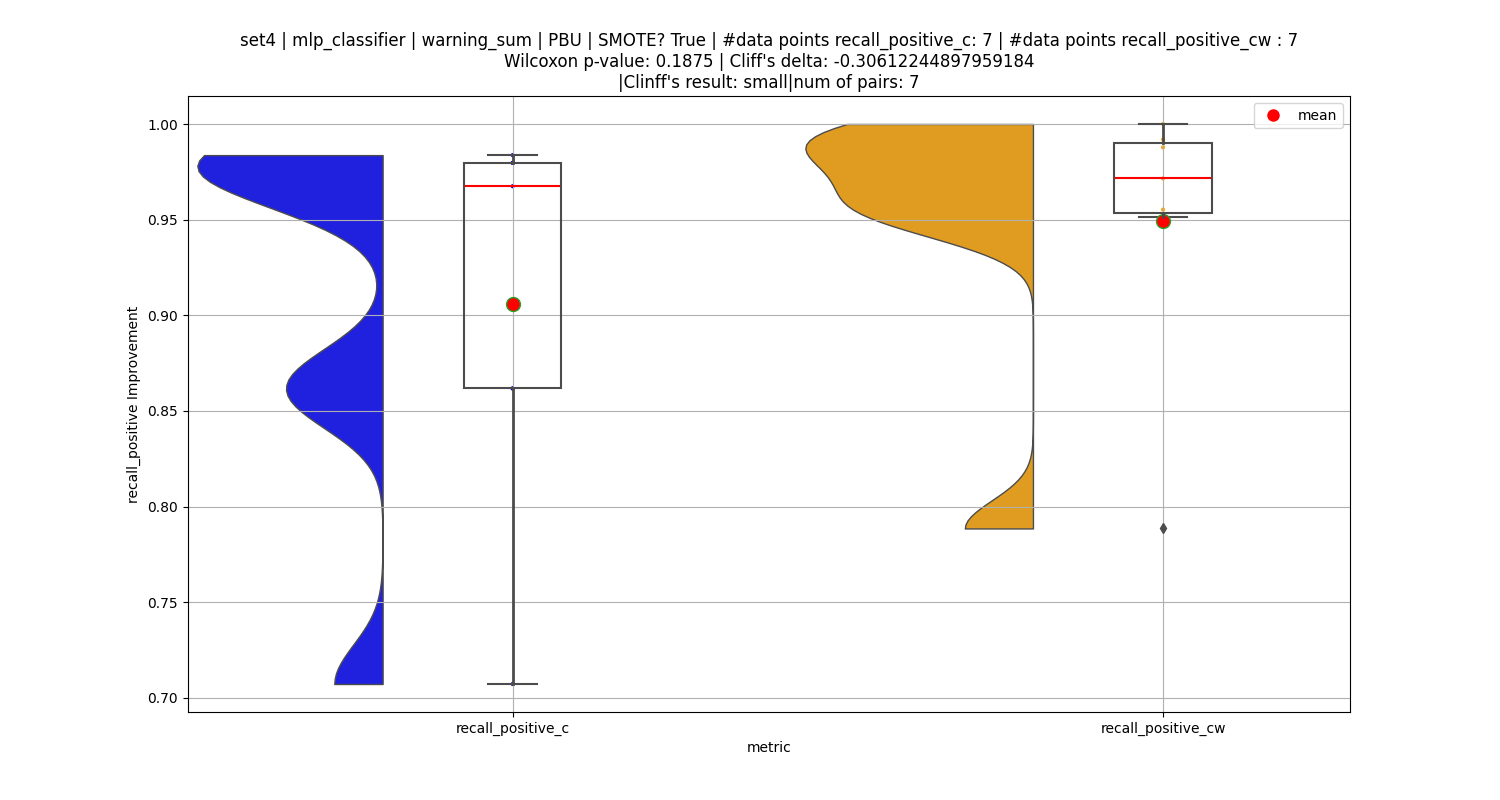 set4 | mlp_classifier | warning_sum | PBU | SMOTE? True | #data points recall_positive_c: 7 | #data points recall_positive_cw : 7
Wilcoxon p-value: 0.1875 | Cliff's delta: -0.30612244897959184
|Clinff's result: small|num of pairs: 7
mean
1.00
0.95
0.90
0.85
0.80
0.75
0.70
recall_positive Improvement
recall_positive_c
recall_positive_cw
metric